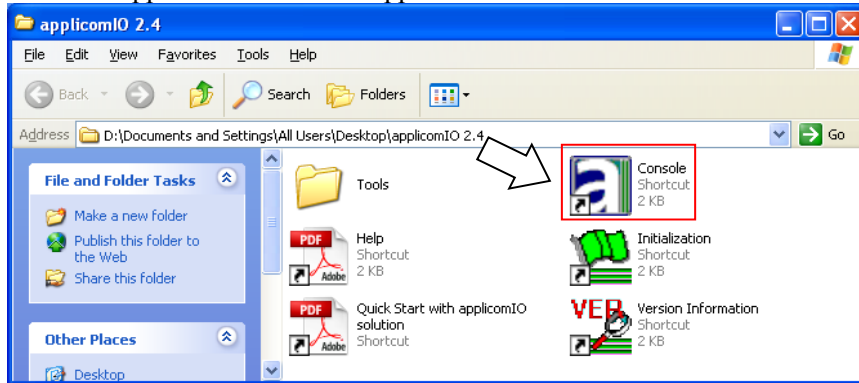 applicomIO 2.4
File Edit View Favorites Tools Help
Back Search Folders
Address D:\Documents and Settings\All Users\Desktop\applicomIO 2.4 Go
File and Folder Tasks
Make a new folder
Publish this folder to
the Web
Share this folder
Other Places
Desktop
Tools
Console
Shortcut
2 KB
PDF
Adobe
Help
Shortcut
2 KB
Initialization
Shortcut
2 KB
PDF
Adobe
Quick Start with applicomIO
solution
Shortcut
VER
Version Information
Shortcut
2 KB